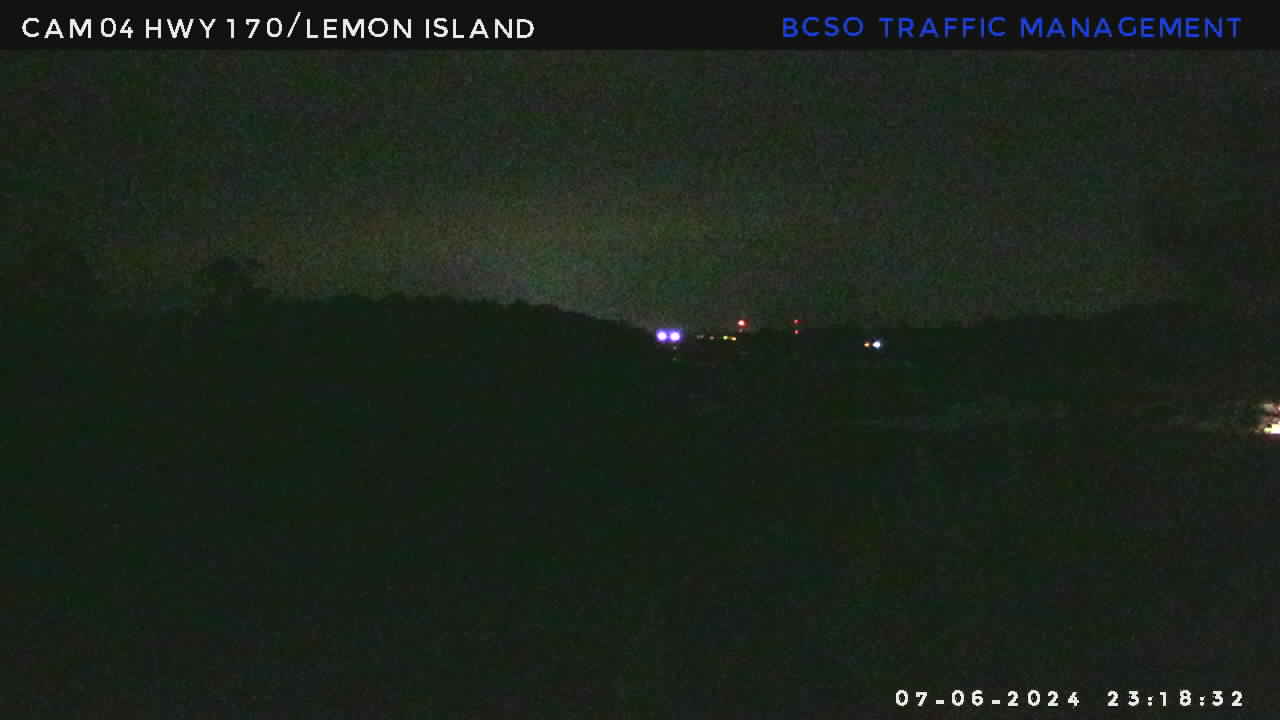 CAM04 HWY 170/LEMON ISLAND
BCSO TRAFFIC MANAGEMENT
07-06-2024 23:18:32